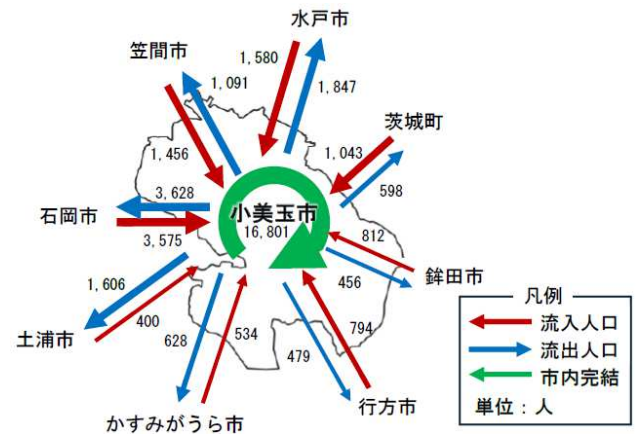 水戸市
笠間市
1,580
1,091
1,847
茨城町
1,043
1,456
598
3,628
石岡市
小美玉市
16,801
3,575
812
鉾田市
456
1,606
土浦市
400
628
534
479
794
かすみがうら市
行方市
凡例
流入人口
流出人口
市内完結
単位：人